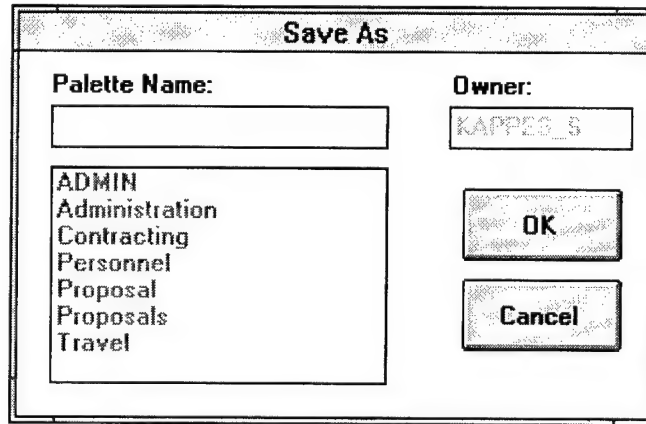 Save As
Palette Name:
Owner:
KAPPES_S
ADMIN
Administration
Contracting
Personnel
Proposal
Proposals
Travel
OK
Cancel